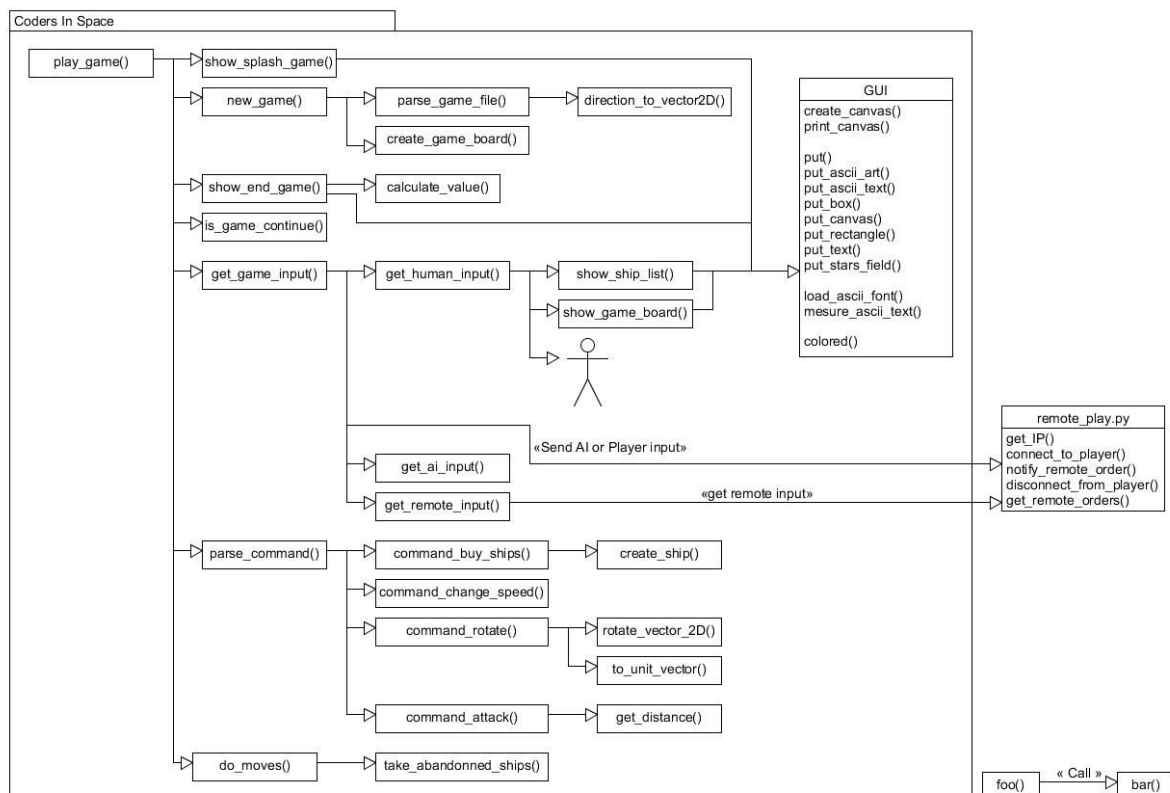 Coders In Space
play_game()
show_splash_game()
new_game()
parse_game_file()
direction_to_vector2D()
create_game_board()
show_end_game()
calculate_value()
is_game_continue()
get_game_input()
get_human_input()
show_ship_list()
show_game_board()
GUI
create_canvas()
print_canvas()
put()
put_ascii_art()
put_ascii_text()
put_box()
put_canvas()
put_rectangle()
put_text()
put_stars_field()
load_ascii_font()
mesure_ascii_text()
colored()
«Send AI or Player input»
get_ai_input()
get_remote_input()
«get remote input»
remote_play.py
get_IP()
connect_to_player()
notify_remote_order()
disconnect_from_player()
get_remote_orders()
parse_command()
command_buy_ships()
create_ship()
command_change_speed()
command_rotate()
rotate_vector_2D()
to_unit_vector()
command_attack()
get_distance()
do_moves()
take_abandonned_ships()
foo()
« Call »
bar()